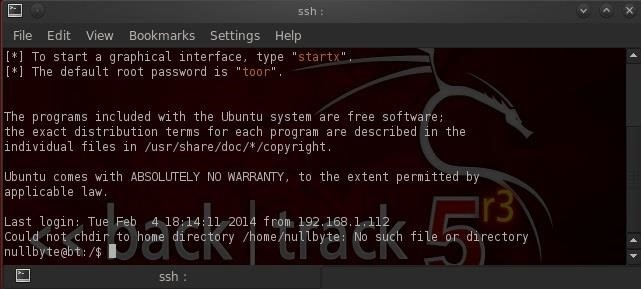 ssh :
File Edit View Bookmarks Settings Help
[*] To start a graphical interface, type "startx".
[*] The default root password is "toor".
The programs included with the Ubuntu system are free software;
the exact distribution terms for each program are described in the
individual files in /usr/share/doc/*/copyright.
Ubuntu comes with ABSOLUTELY NO WARRANTY, to the extent permitted by
applicable law.
Last login: Tue Feb  4 18:14:11 2014 from 192.168.1.112
Could not chdir to home directory /home/nullbyte: No such file or directory
nullbyte@bt:/$
<< back | track 5 r3
ssh :